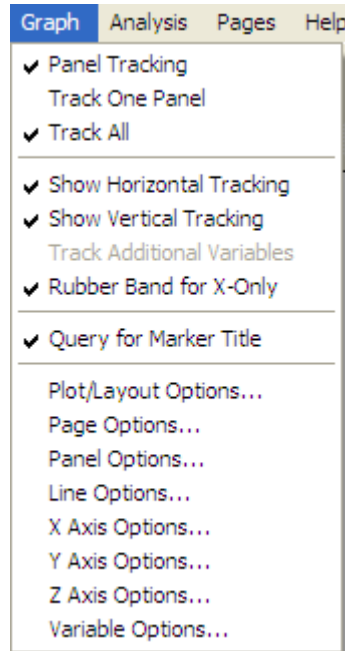 Graph Analysis Pages Help
Panel Tracking
Track One Panel
Track All
Show Horizontal Tracking
Show Vertical Tracking
Track Additional Variables
Rubber Band for X-Only
Query for Marker Title
Plot/Layout Options...
Page Options...
Panel Options...
Line Options...
X Axis Options...
Y Axis Options...
Z Axis Options...
Variable Options...